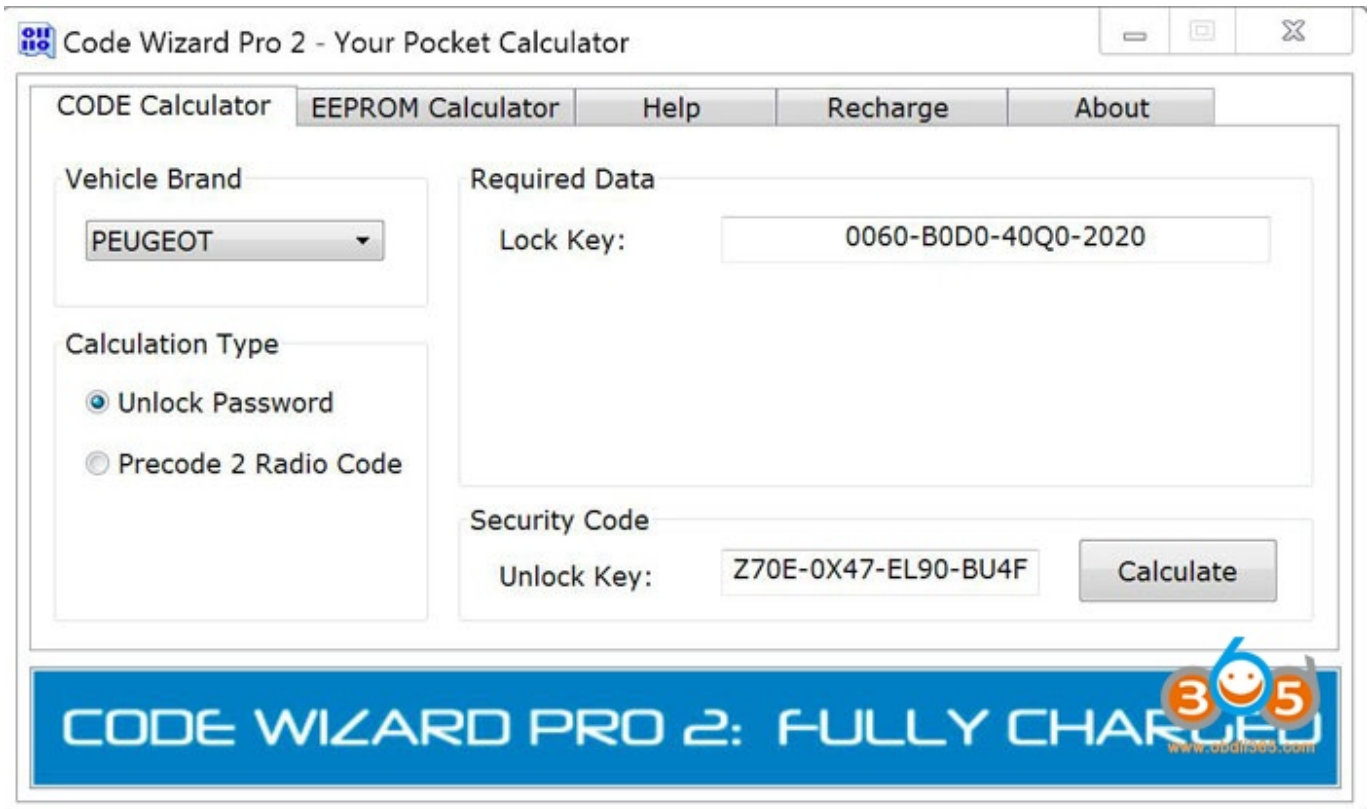 Code Wizard Pro 2 - Your Pocket Calculator
CODE Calculator EEPROM Calculator Help Recharge About
Vehicle Brand
PEUGEOT
Calculation Type
Unlock Password
Precode 2 Radio Code
Required Data
Lock Key: 0060-B0D0-40Q0-2020
Security Code
Unlock Key: Z70E-0X47-EL90-BU4F Calculate
CODE WIZARD PRO 2: FULLY CHARGED
365
www.obdii365.com